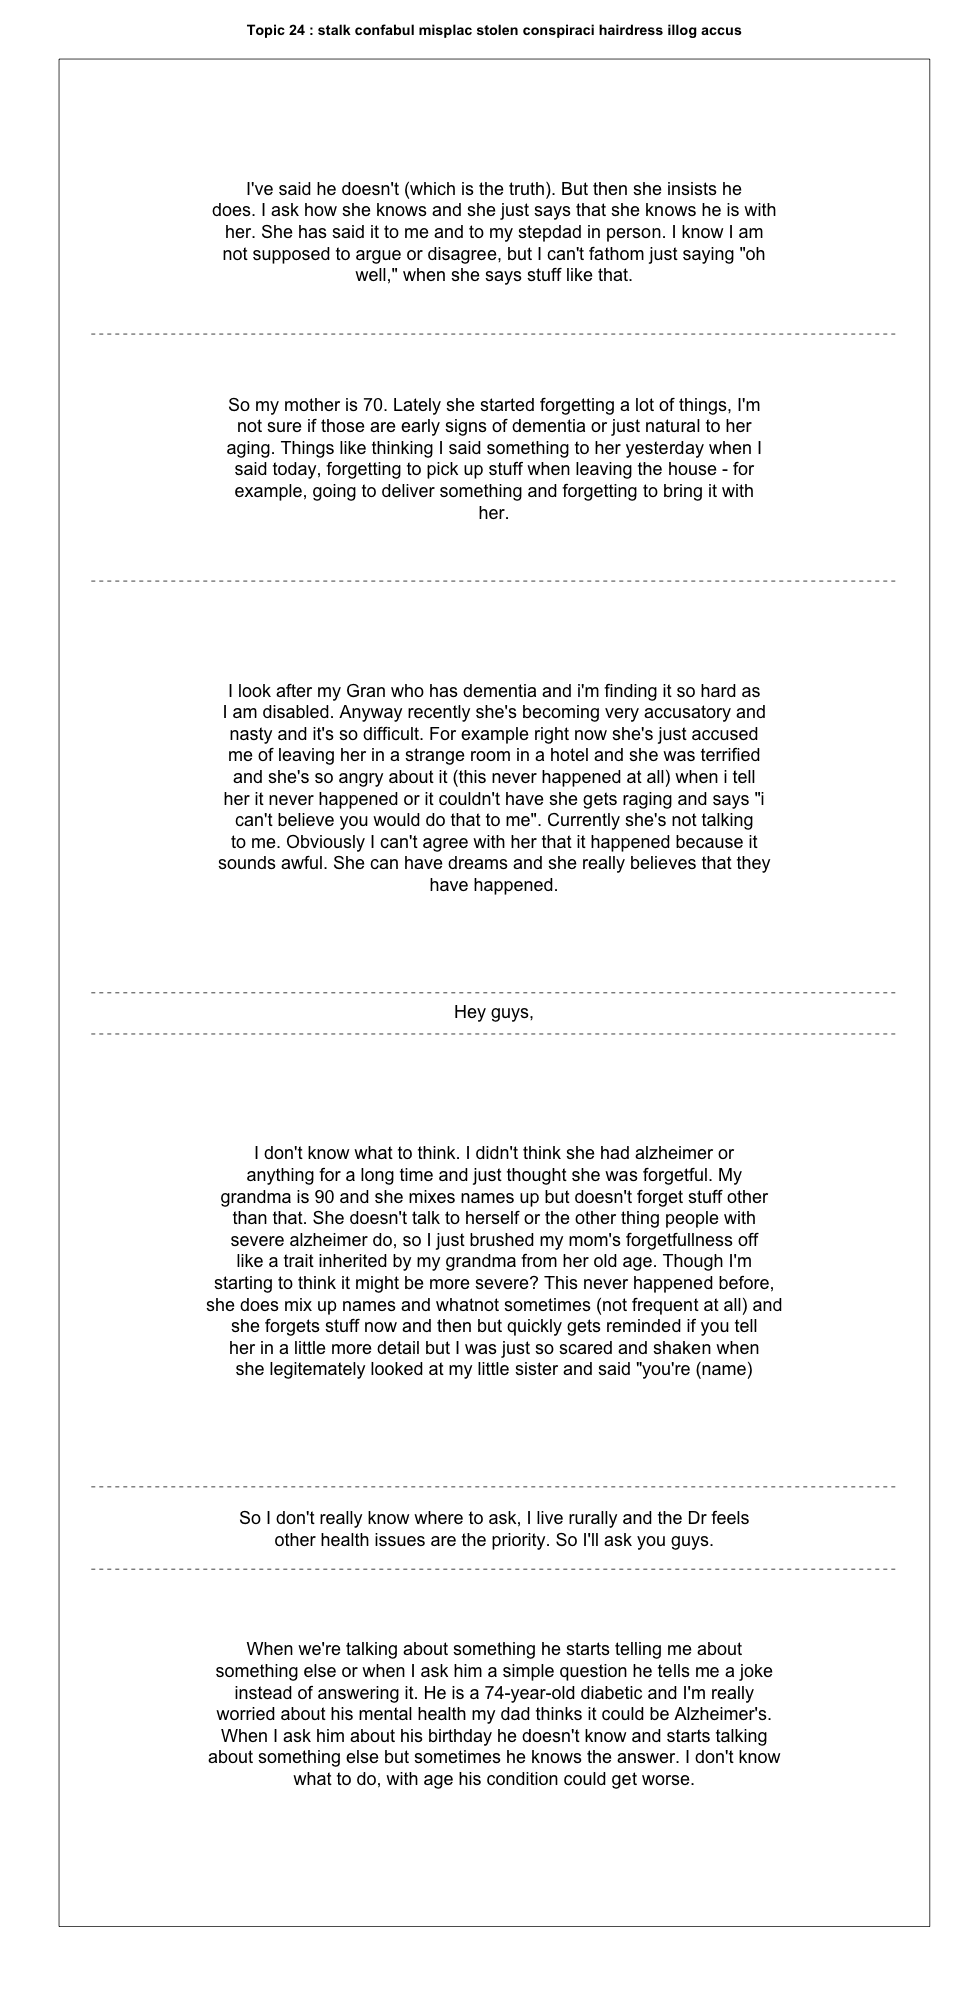 Topic 24 : stalk confabul misplac stolen conspiraci hairdress illog accus
I've said he doesn't (which is the truth). But then she insists he
does. I ask how she knows and she just says that she knows he is with
her. She has said it to me and to my stepdad in person. I know I am
not supposed to argue or disagree, but I can't fathom just saying "oh
well," when she says stuff like that.
So my mother is 70. Lately she started forgetting a lot of things, I'm
not sure if those are early signs of dementia or just natural to her
aging. Things like thinking I said something to her yesterday when I
said today, forgetting to pick up stuff when leaving the house - for
example, going to deliver something and forgetting to bring it with
her.
I look after my Gran who has dementia and i'm finding it so hard as
I am disabled. Anyway recently she's becoming very accusatory and
nasty and it's so difficult. For example right now she's just accused
me of leaving her in a strange room in a hotel and she was terrified
and she's so angry about it (this never happened at all) when i tell
her it never happened or it couldn't have she gets raging and says "i
can't believe you would do that to me". Currently she's not talking
to me. Obviously I can't agree with her that it happened because it
sounds awful. She can have dreams and she really believes that they
have happened.
Hey guys,
I don't know what to think. I didn't think she had alzheimer or
anything for a long time and just thought she was forgetful. My
grandma is 90 and she mixes names up but doesn't forget stuff other
than that. She doesn't talk to herself or the other thing people with
severe alzheimer do, so I just brushed my mom's forgetfullness off
like a trait inherited by my grandma from her old age. Though I'm
starting to think it might be more severe? This never happened before,
she does mix up names and whatnot sometimes (not frequent at all) and
she forgets stuff now and then but quickly gets reminded if you tell
her in a little more detail but I was just so scared and shaken when
she legitemately looked at my little sister and said "you're (name)
So I don't really know where to ask, I live rurally and the Dr feels
other health issues are the priority. So I'll ask you guys.
When we're talking about something he starts telling me about
something else or when I ask him a simple question he tells me a joke
instead of answering it. He is a 74-year-old diabetic and I'm really
worried about his mental health my dad thinks it could be Alzheimer's.
When I ask him about his birthday he doesn't know and starts talking
about something else but sometimes he knows the answer. I don't know
what to do, with age his condition could get worse.